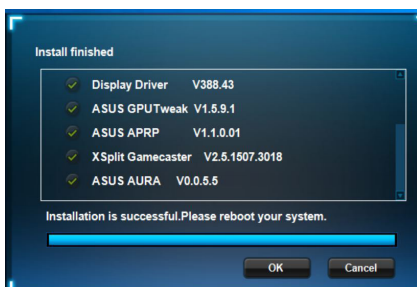 Install finished
Display Driver V388.43
ASUS GPUTweak V1.5.9.1
ASUS APRP V1.1.0.01
XSplit Gamecaster V2.5.1507.3018
ASUS AURA V0.0.5.5
Installation is successful.Please reboot your system.
OK Cancel